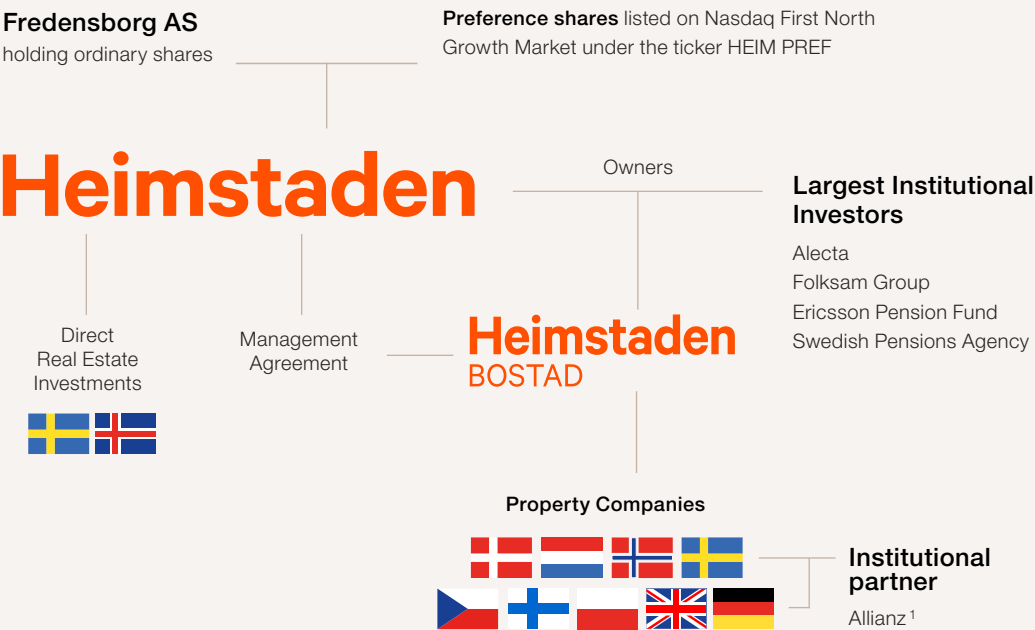 Fredensborg AS
holding ordinary shares
Preference shares listed on Nasdaq First North
Growth Market under the ticker HEIM PREF
Heimstaden
Owners
Largest Institutional
Investors
Alecta
Folksam Group
Ericsson Pension Fund
Swedish Pensions Agency
Direct
Real Estate
Investments
Management
Agreement
Heimstaden
BOSTAD
Property Companies
Institutional
partner
Allianz¹